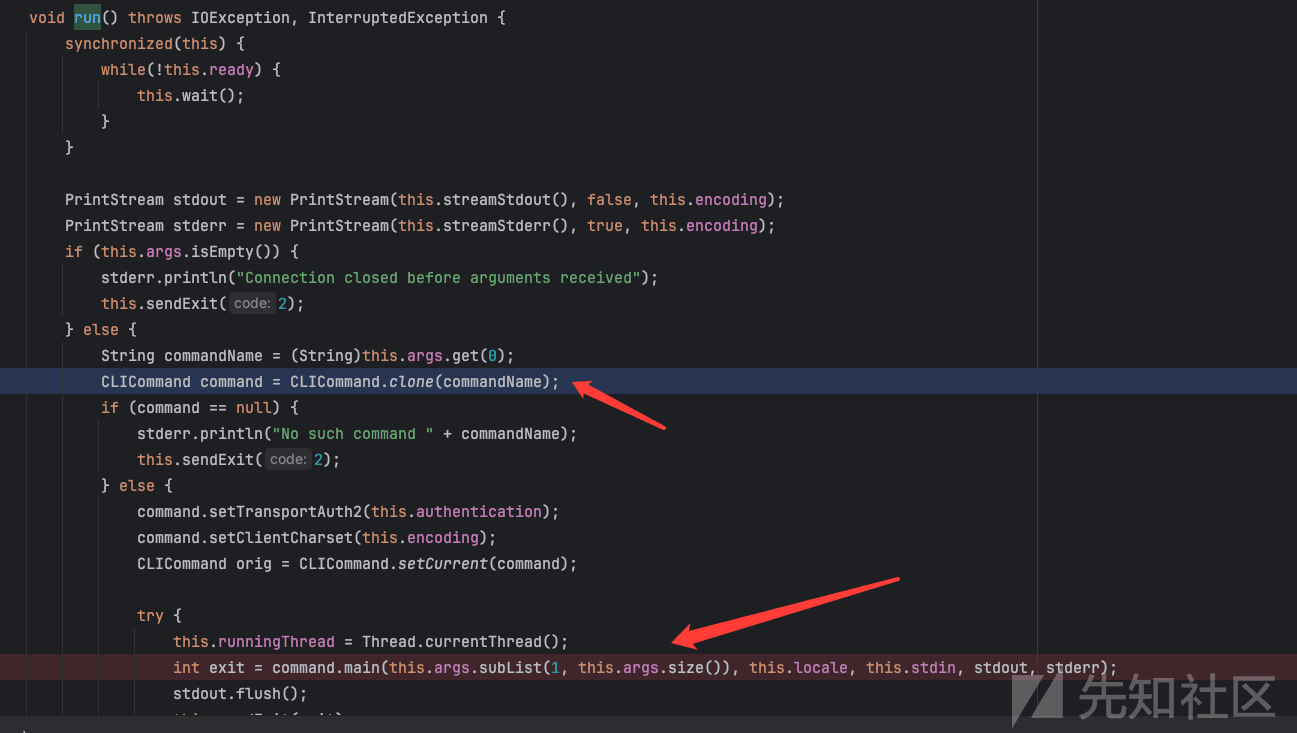 void run() throws IOException, InterruptedException {
synchronized(this) {
while(!this.ready) {
this.wait();
}
}
PrintStream stdout = new PrintStream(this.streamStdout(), false, this.encoding);
PrintStream stderr = new PrintStream(this.streamStderr(), true, this.encoding);
if (this.args.isEmpty()) {
stderr.println("Connection closed before arguments received");
this.sendExit( code: 2);
} else {
String commandName = (String)this.args.get(0);
CLICommand command = CLICommand.clone(commandName);
if (command == null) {
stderr.println("No such command " + commandName);
this.sendExit( code: 2);
} else {
command.setTransportAuth2(this.authentication);
command.setClientCharset(this.encoding);
CLICommand orig = CLICommand.setCurrent(command);
try {
this.runningThread = Thread.currentThread();
int exit = command.main(this.args.subList(1, this.args.size()), this.locale, this.stdin, stdout, stderr);
stdout.flush();
先知社区